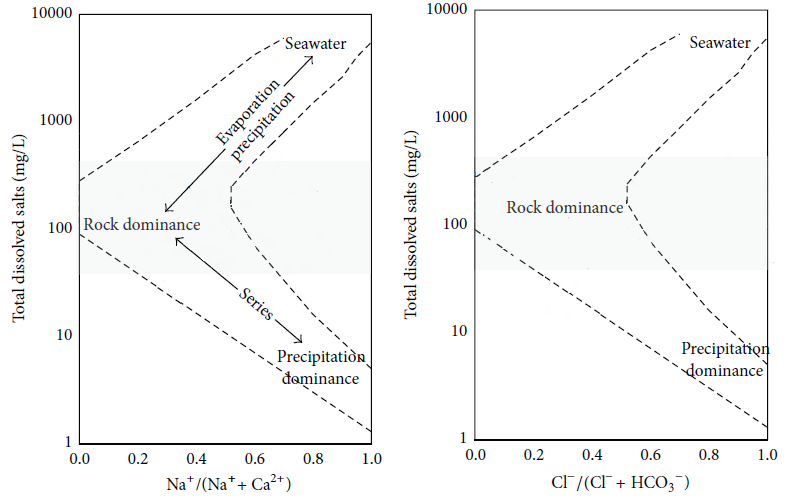 10000
1000
100
10
1
Total dissolved salts (mg/L)
Seawater
Evaporation
precipitation
Rock dominance
Series
Precipitation
dominance
0.0 0.2 0.4 0.6 0.8 1.0
Na⁺/(Na⁺ + Ca²⁺)
10000
1000
100
10
1
Total dissolved salts (mg/L)
Seawater
Rock dominance
Precipitation
dominance
0.0 0.2 0.4 0.6 0.8 1.0
Cl⁻/(Cl⁻ + HCO₃⁻)